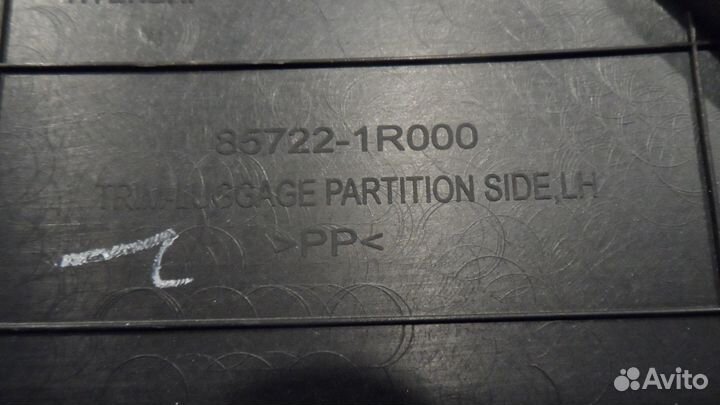 85722-1R000
TRIM-LUGGAGE PARTITION SIDE,LH
>PP<
Avito